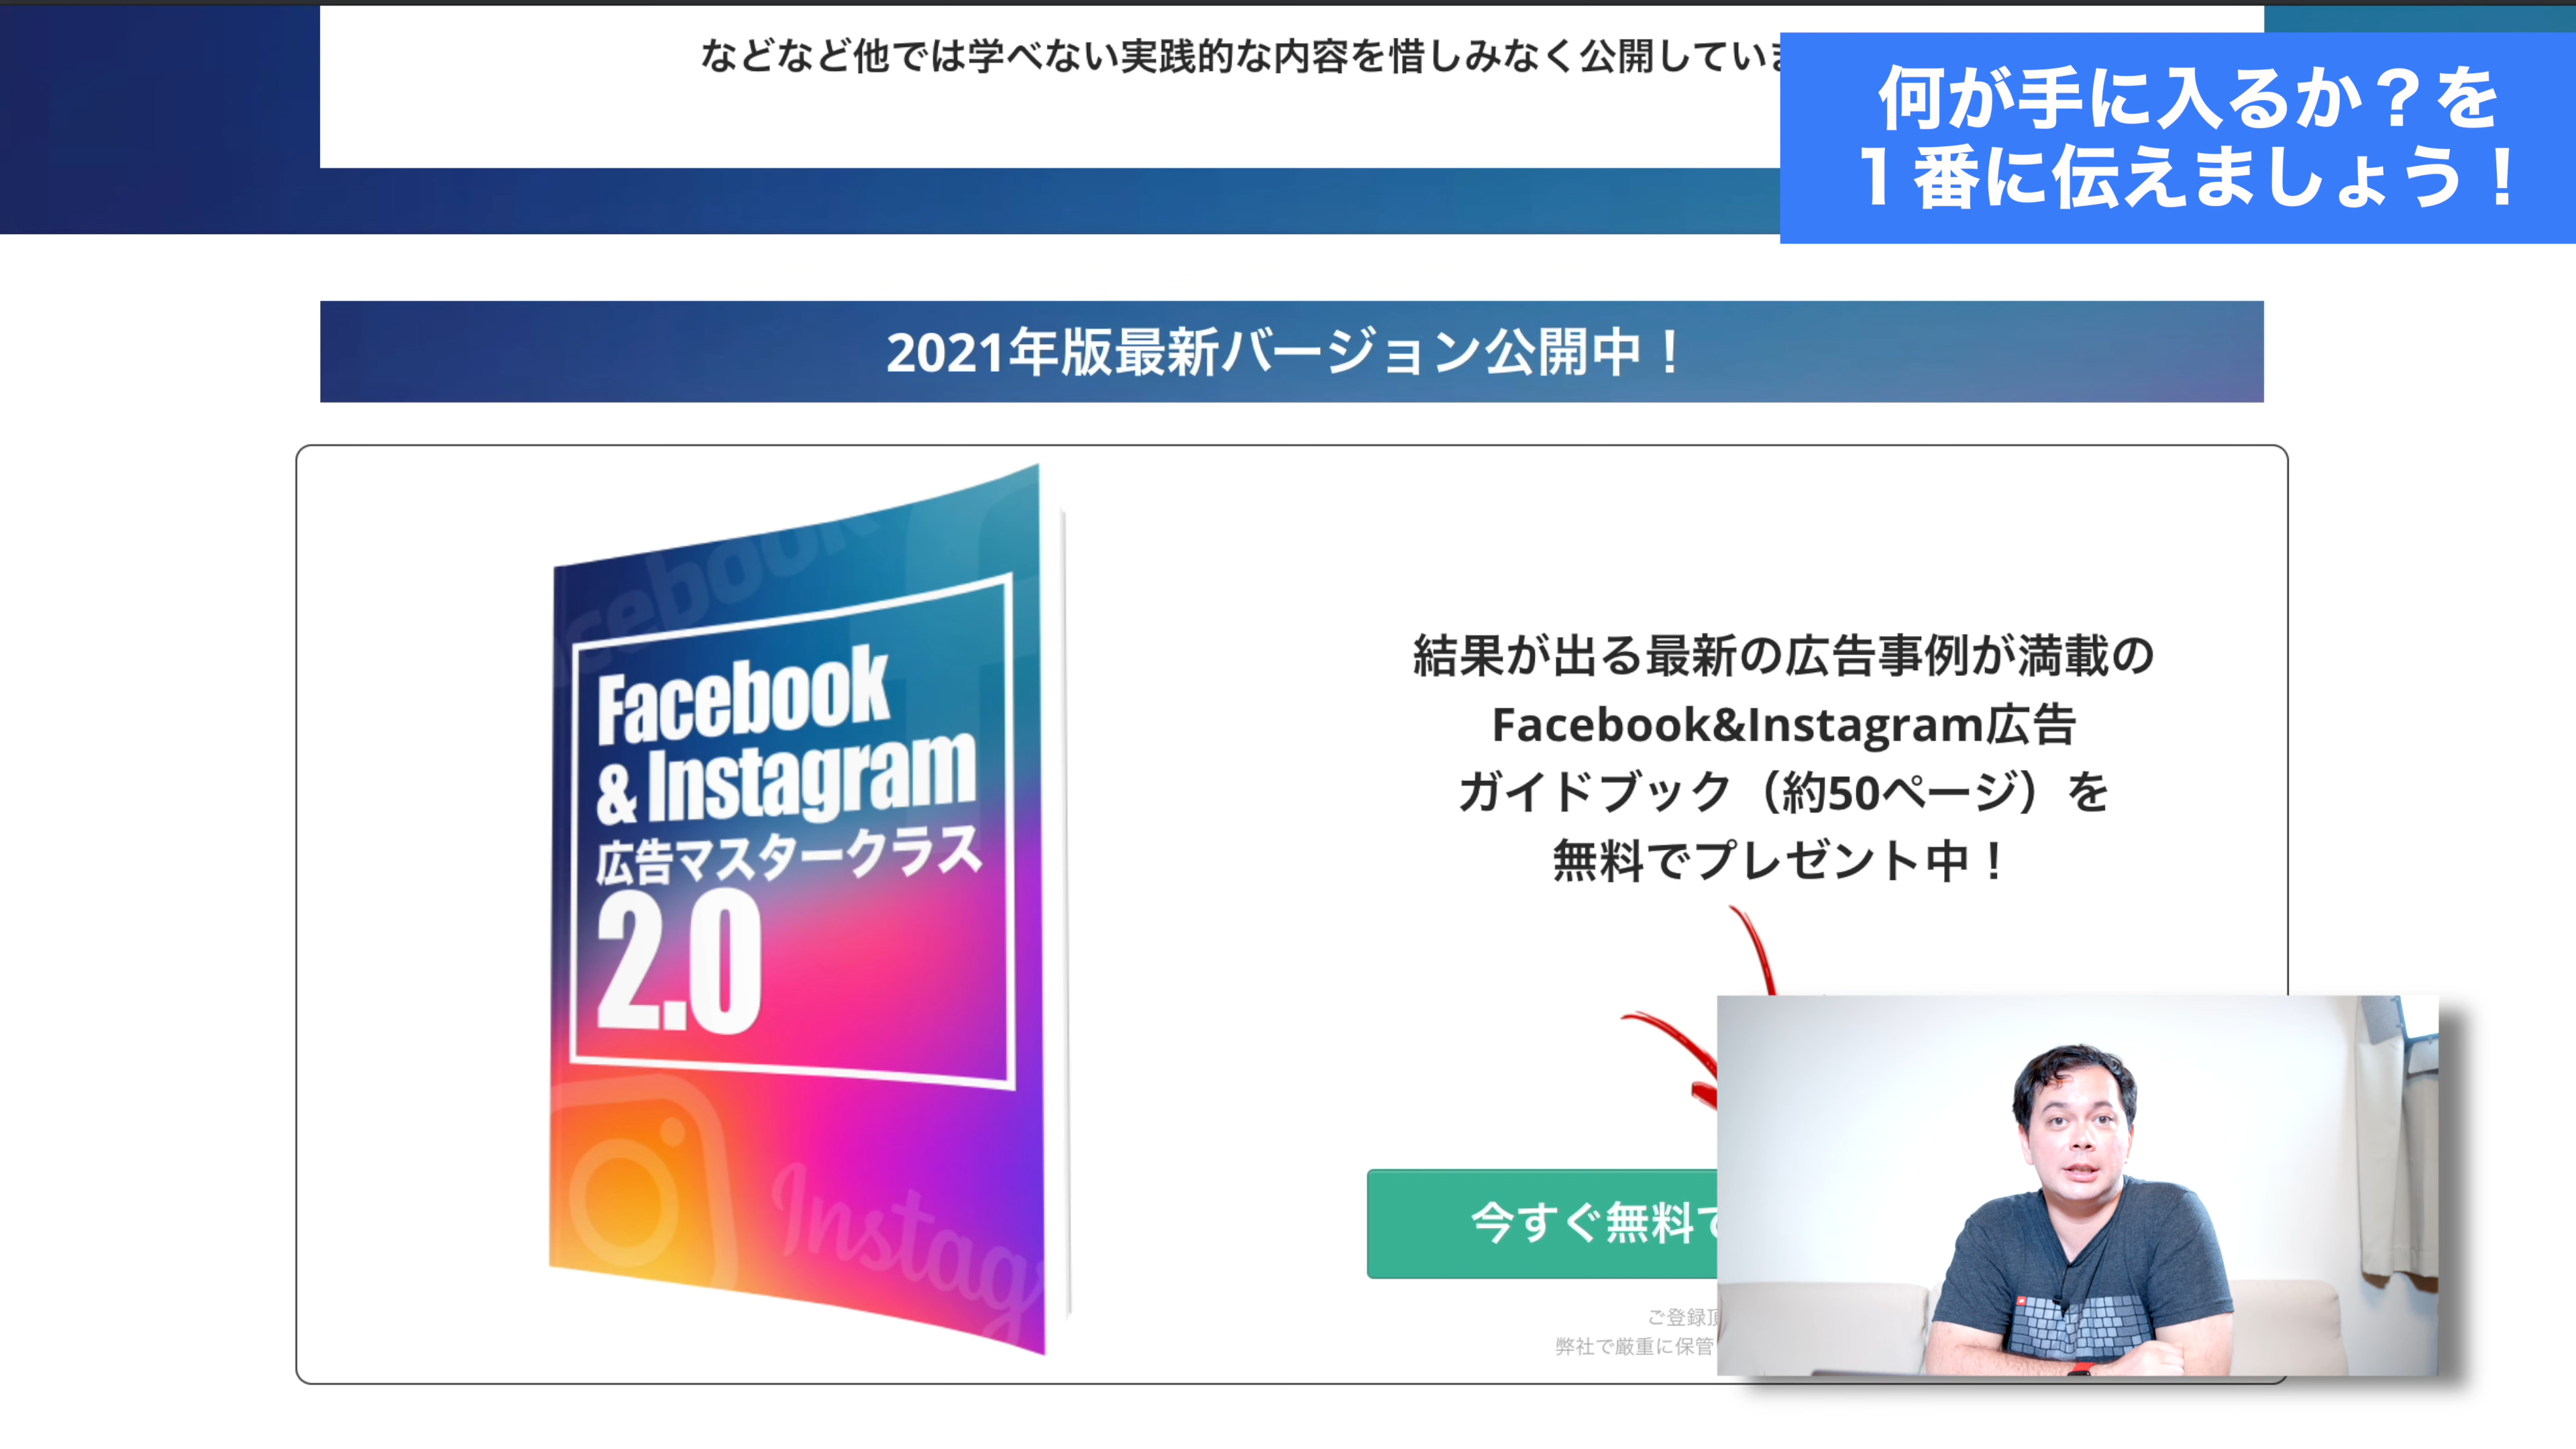 などなど他では学べない実践的な内容を惜しみなく公開してい
何が手に入るか？を
１番に伝えましょう！
2021年版最新バージョン公開中！
acebook
Facebook
& Instagram
広告マスタークラス
2.0
Instag
結果が出る最新の広告事例が満載の
Facebook&Instagram広告
ガイドブック（約50ページ）を
無料でプレゼント中！
今すぐ無料で
ご登録頂
弊社で厳重に保管